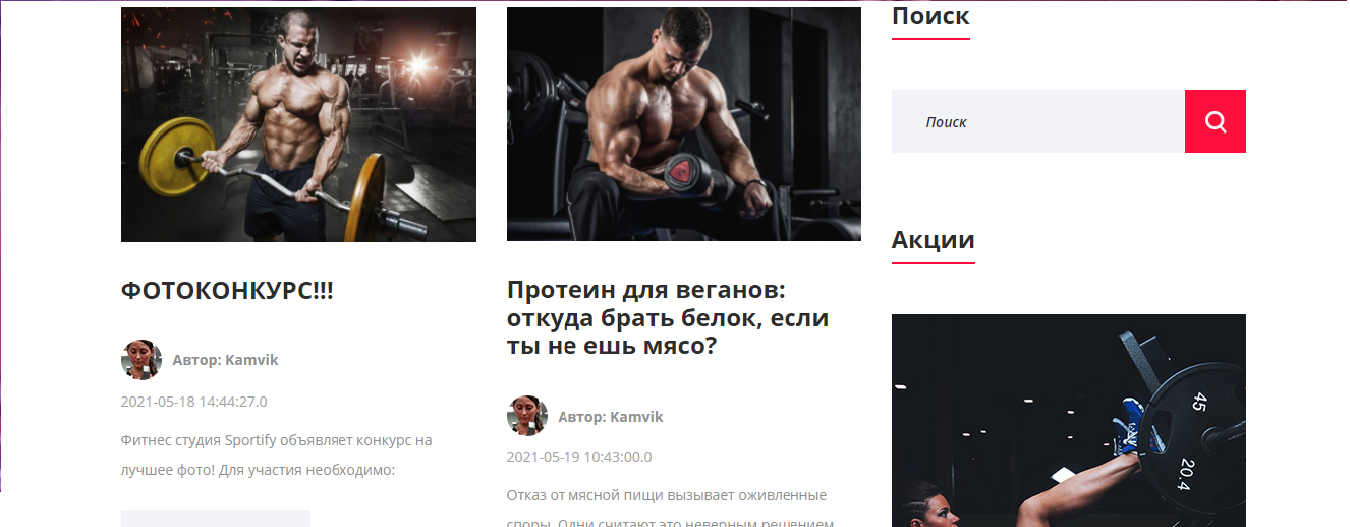 ФОТОКОНКУРС!!!
Автор: Kamvik
2021-05-18 14:44:27.0
Фитнес студия Sportify объявляет конкурс на
лучшее фото! Для участия необходимо:
Протеин для веганов:
откуда брать белок, если
ты не ешь мясо?
Автор: Kamvik
2021-05-19 10:43:00.0
Отказ от мясной пищи вызывает оживленные
споры. Одни считают это неверным решением
Поиск
Поиск
Акции
45
20.4